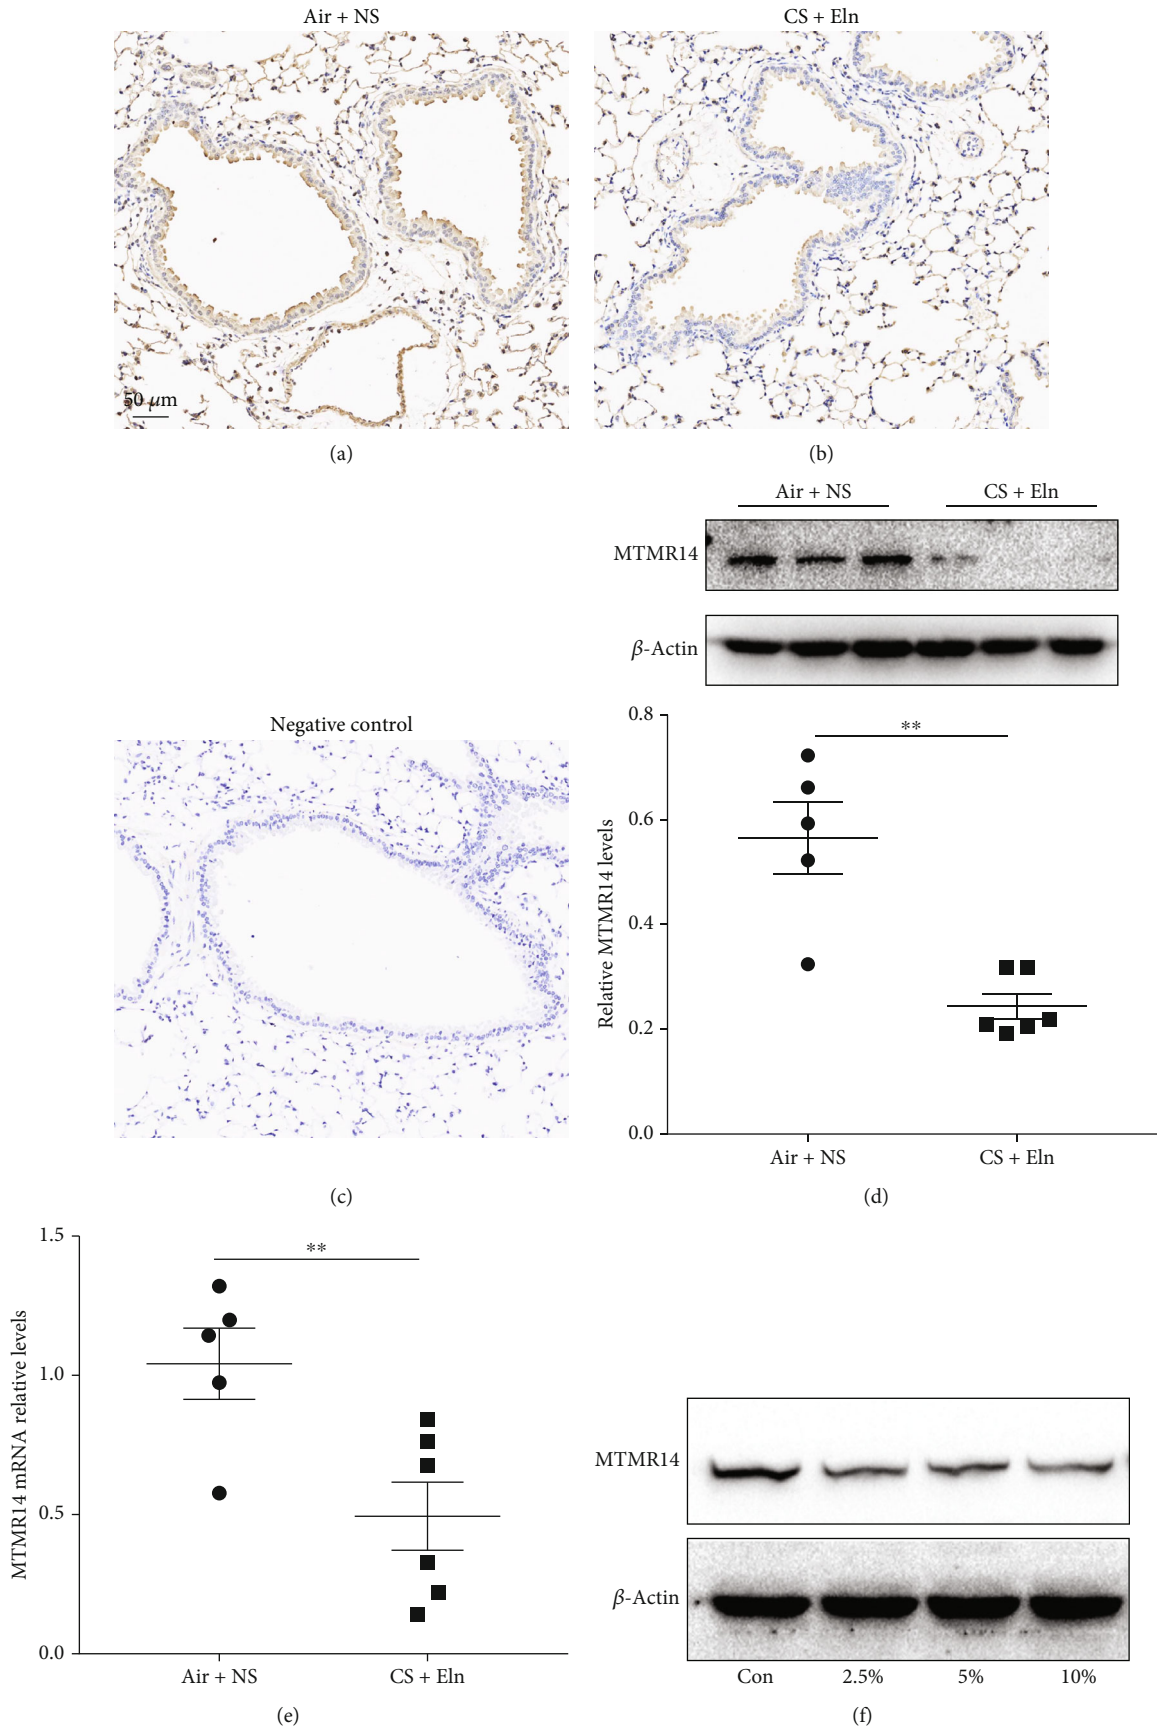 Air + NS
CS + Eln
50 μm
(a)
(b)
Air + NS
CS + Eln
MTMR14
β-Actin
Negative control
(c)
**
0.8
0.6
0.4
0.2
0.0
Relative MTMR14 levels
Air + NS
CS + Eln
(d)
**
1.5
1.0
0.5
0.0
MTMR14 mRNA relative levels
Air + NS
CS + Eln
(e)
MTMR14
β-Actin
Con
2.5%
5%
10%
(f)